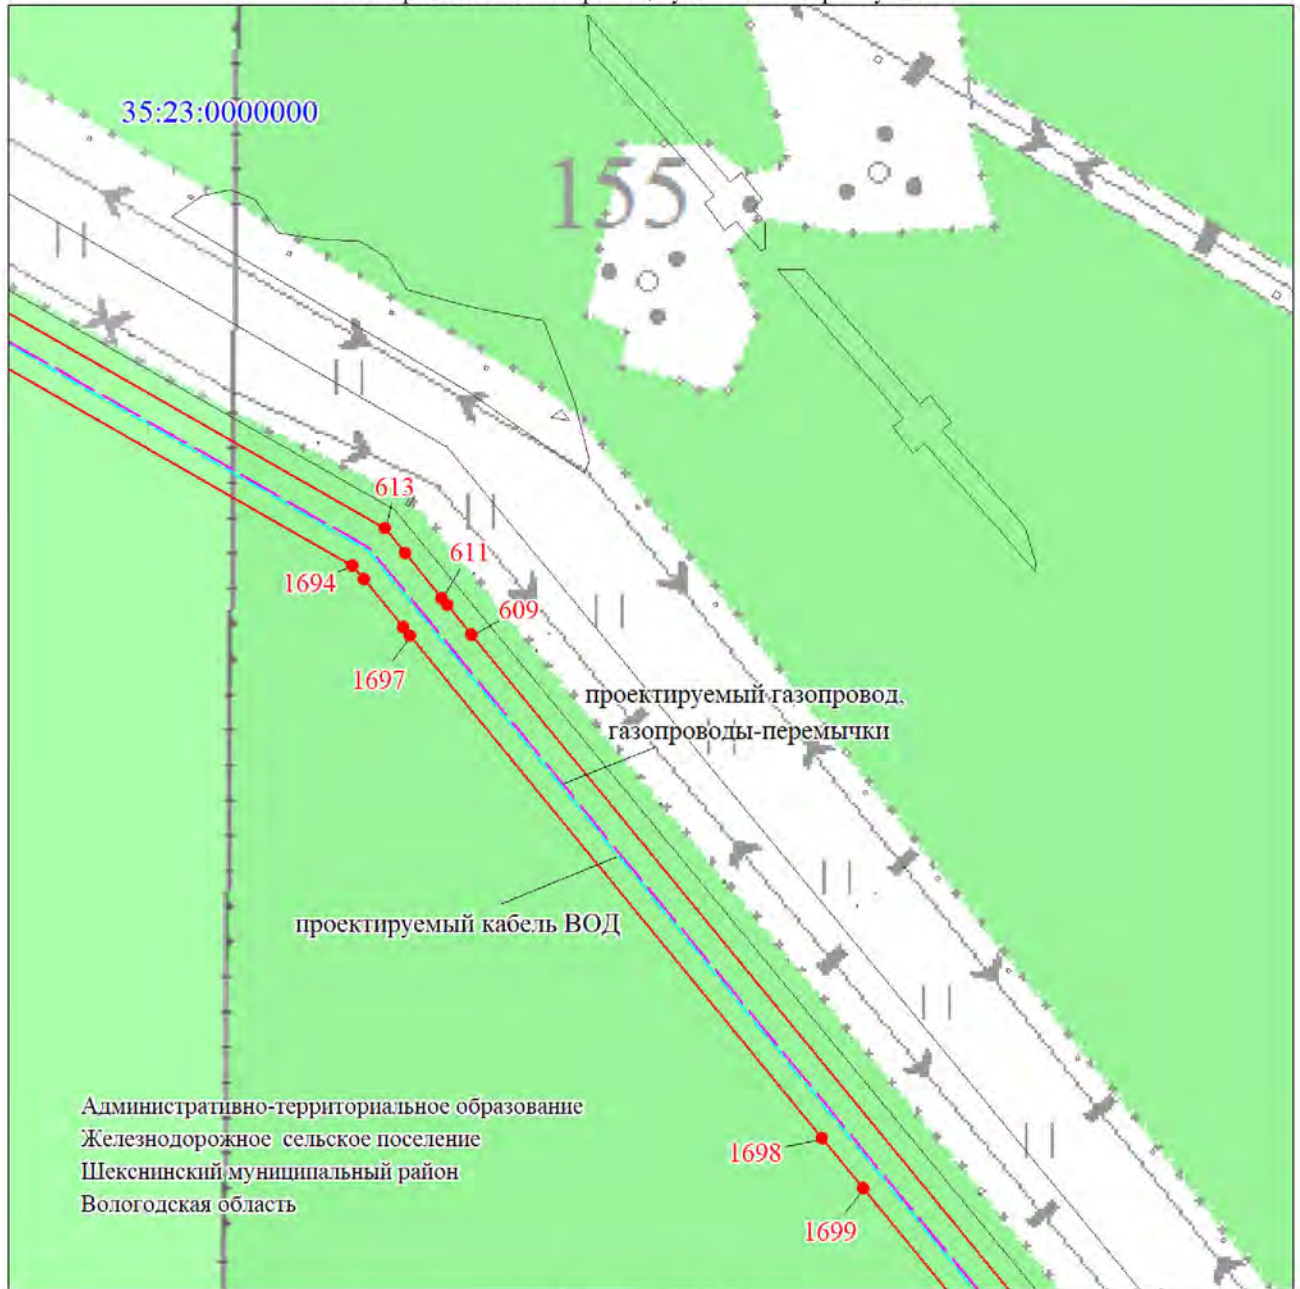 35:23:0000000
155
613
611
1694
609
1697
проектируемый газопровод,
газопроводы-перемычки
проектируемый кабель ВОД
Административно-территориальное образование
Железнодорожное сельское поселение
Шекснинский муниципальный район
Вологодская область
1698
1699